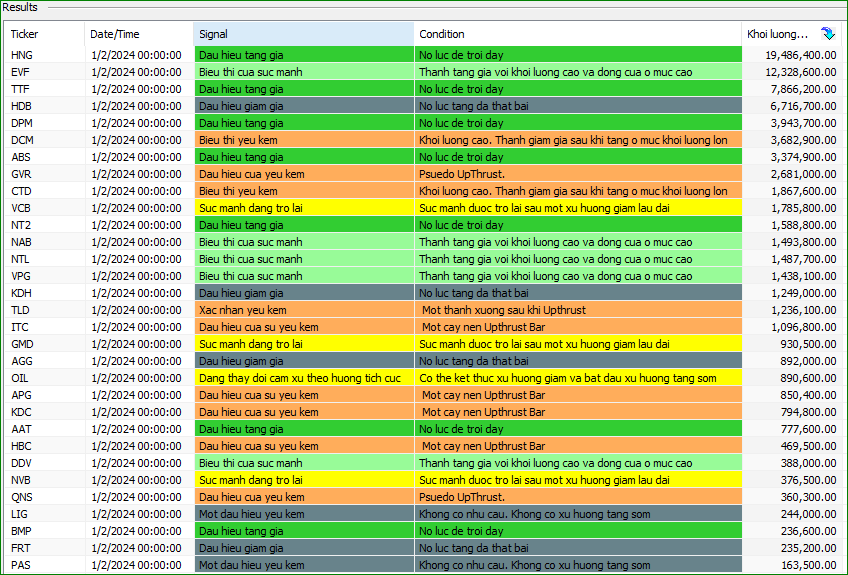 Results
Ticker Date/Time Signal Condition Khoi luong...
HNG 1/2/2024 00:00:00 Dau hieu tang gia No luc de troi day 19,486,400.00
EVF 1/2/2024 00:00:00 Bieu thi cua suc manh Thanh tang gia voi khoi luong cao va dong cua o muc cao 12,328,600.00
TTF 1/2/2024 00:00:00 Dau hieu tang gia No luc de troi day 7,866,200.00
HDB 1/2/2024 00:00:00 Dau hieu giam gia No luc tang da that bai 6,716,700.00
DPM 1/2/2024 00:00:00 Dau hieu tang gia No luc de troi day 3,943,700.00
DCM 1/2/2024 00:00:00 Bieu thi yeu kem Khoi luong cao. Thanh giam gia sau khi tang o muc khoi luong lon 3,682,900.00
ABS 1/2/2024 00:00:00 Dau hieu tang gia No luc de troi day 3,374,900.00
GVR 1/2/2024 00:00:00 Dau hieu cua yeu kem Psuedo UpThrust. 2,681,000.00
CTD 1/2/2024 00:00:00 Bieu thi yeu kem Khoi luong cao. Thanh giam gia sau khi tang o muc khoi luong lon 1,867,600.00
VCB 1/2/2024 00:00:00 Suc manh dang tro lai Suc manh duoc tro lai sau mot xu huong giam lau dai 1,785,800.00
NT2 1/2/2024 00:00:00 Dau hieu tang gia No luc de troi day 1,588,800.00
NAB 1/2/2024 00:00:00 Bieu thi cua suc manh Thanh tang gia voi khoi luong cao va dong cua o muc cao 1,493,800.00
NTL 1/2/2024 00:00:00 Bieu thi cua suc manh Thanh tang gia voi khoi luong cao va dong cua o muc cao 1,487,700.00
VPG 1/2/2024 00:00:00 Bieu thi cua suc manh Thanh tang gia voi khoi luong cao va dong cua o muc cao 1,438,100.00
KDH 1/2/2024 00:00:00 Dau hieu giam gia No luc tang da that bai 1,249,000.00
TLD 1/2/2024 00:00:00 Xac nhan yeu kem Mot thanh xuong sau khi Upthrust 1,236,100.00
ITC 1/2/2024 00:00:00 Dau hieu cua su yeu kem Mot cay nen Upthrust Bar 1,096,800.00
GMD 1/2/2024 00:00:00 Suc manh dang tro lai Suc manh duoc tro lai sau mot xu huong giam lau dai 930,500.00
AGG 1/2/2024 00:00:00 Dau hieu giam gia No luc tang da that bai 892,000.00
OIL 1/2/2024 00:00:00 Dang thay doi cam xu theo huong tich cuc Co the ket thuc xu huong giam va bat dau xu huong tang som 890,600.00
APG 1/2/2024 00:00:00 Dau hieu cua su yeu kem Mot cay nen Upthrust Bar 850,400.00
KDC 1/2/2024 00:00:00 Dau hieu cua su yeu kem Mot cay nen Upthrust Bar 794,800.00
AAT 1/2/2024 00:00:00 Dau hieu tang gia No luc de troi day 777,600.00
HBC 1/2/2024 00:00:00 Dau hieu cua su yeu kem Mot cay nen Upthrust Bar 469,500.00
DDV 1/2/2024 00:00:00 Bieu thi cua suc manh Thanh tang gia voi khoi luong cao va dong cua o muc cao 388,000.00
NVB 1/2/2024 00:00:00 Suc manh dang tro lai Suc manh duoc tro lai sau mot xu huong giam lau dai 376,500.00
QNS 1/2/2024 00:00:00 Dau hieu cua yeu kem Psuedo UpThrust. 360,300.00
LIG 1/2/2024 00:00:00 Mot dau hieu yeu kem Khong co nhu cau. Khong co xu huong tang som 244,000.00
BMP 1/2/2024 00:00:00 Dau hieu tang gia No luc de troi day 236,600.00
FRT 1/2/2024 00:00:00 Dau hieu giam gia No luc tang da that bai 235,200.00
PAS 1/2/2024 00:00:00 Mot dau hieu yeu kem Khong co nhu cau. Khong co xu huong tang som 163,500.00